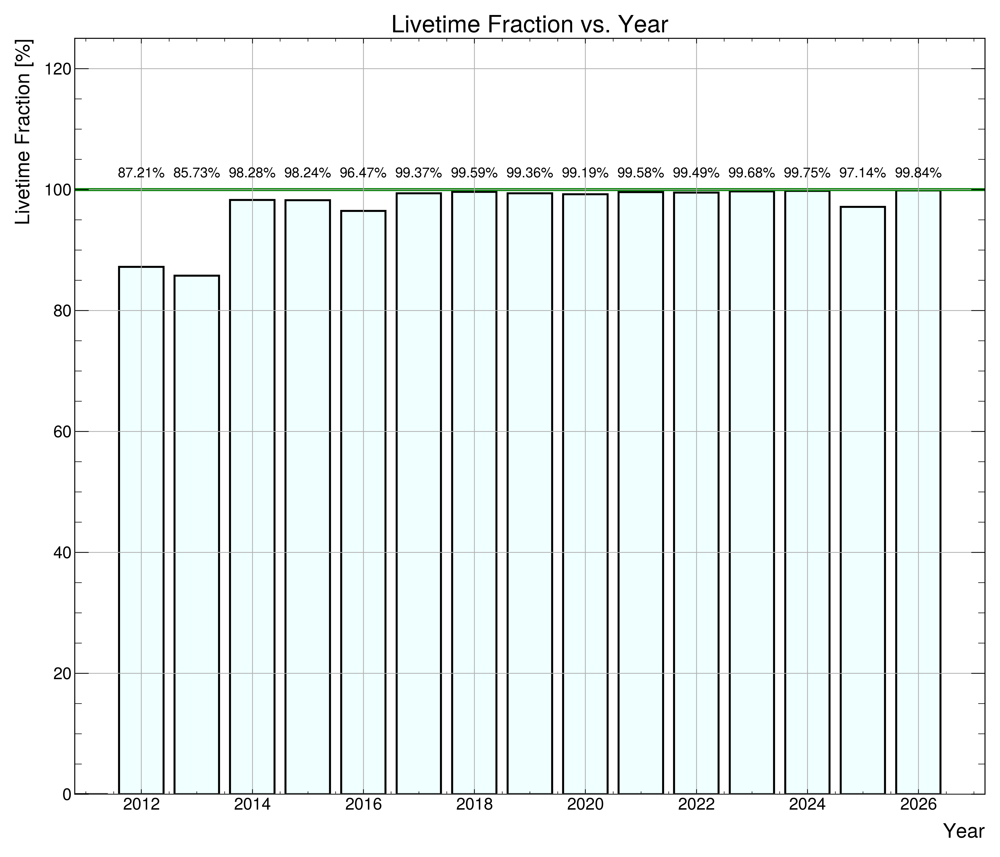 Livetime Fraction vs. Year
Livetime Fraction [%]
120
100
80
60
40
20
0
87.21% 85.73% 98.28% 98.24% 96.47% 99.37% 99.59% 99.36% 99.19% 99.58% 99.49% 99.68% 99.75% 97.14% 99.84%
2012 2014 2016 2018 2020 2022 2024 2026
Year